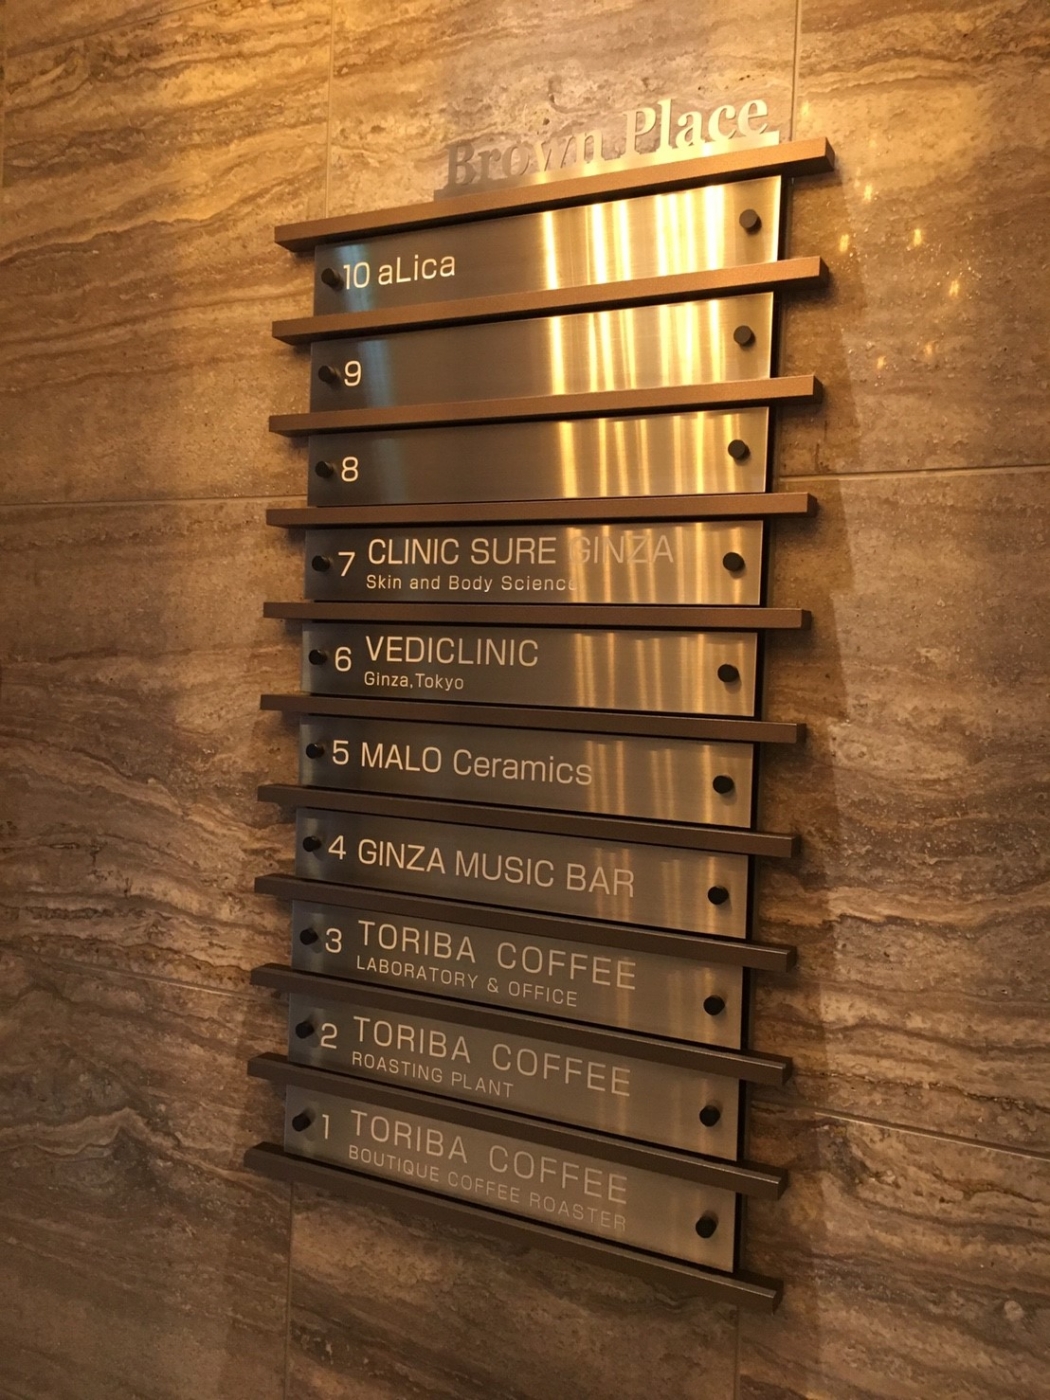 Brown Place
10 aLica
9
8
7 CLINIC SURE GINZA
Skin and Body Science
6 VEDICLINIC
Ginza,Tokyo
5 MALO Ceramics
4 GINZA MUSIC BAR
3 TORIBA COFFEE
LABORATORY & OFFICE
2 TORIBA COFFEE
ROASTING PLANT
1 TORIBA COFFEE
BOUTIQUE COFFEE ROASTER